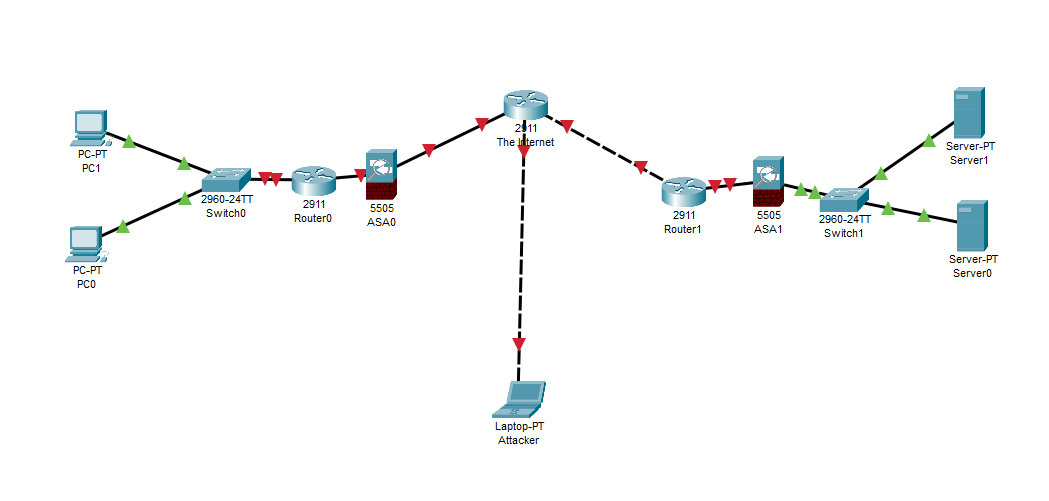 2911
The Internet
PC-PT
PC1
2960-24TT
Switch0
2911
Router0
5505
ASA0
2911
Router1
5505
ASA1
2960-24TT
Switch1
Server-PT
Server1
PC-PT
PC0
Server-PT
Server0
Laptop-PT
Attacker